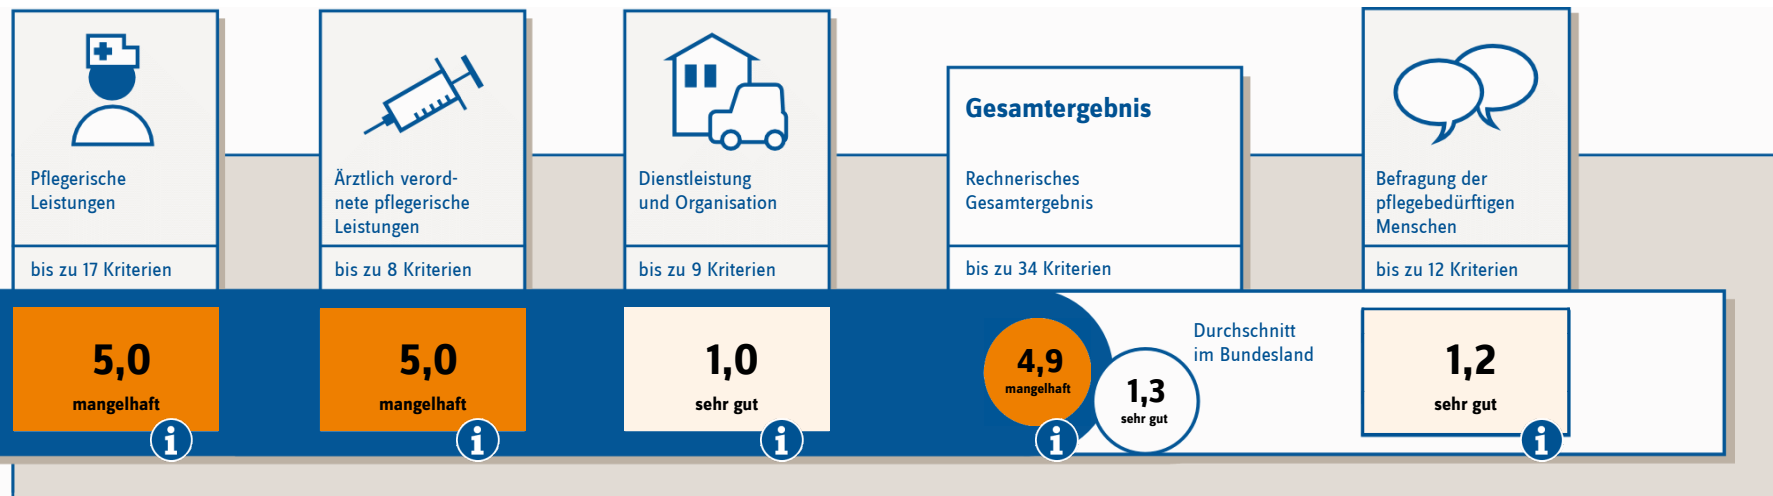 Pflegerische
Leistungen
bis zu 17 Kriterien
5,0
mangelhaft
i
Ärztlich verord-
nete pflegerische
Leistungen
bis zu 8 Kriterien
5,0
mangelhaft
i
Dienstleistung
und Organisation
bis zu 9 Kriterien
1,0
sehr gut
i
Gesamtergebnis
Rechnerisches
Gesamtergebnis
bis zu 34 Kriterien
4,9
mangelhaft
i
1,3
sehr gut
Durchschnitt
im Bundesland
Befragung der
pflegebedürftigen
Menschen
bis zu 12 Kriterien
1,2
sehr gut
i